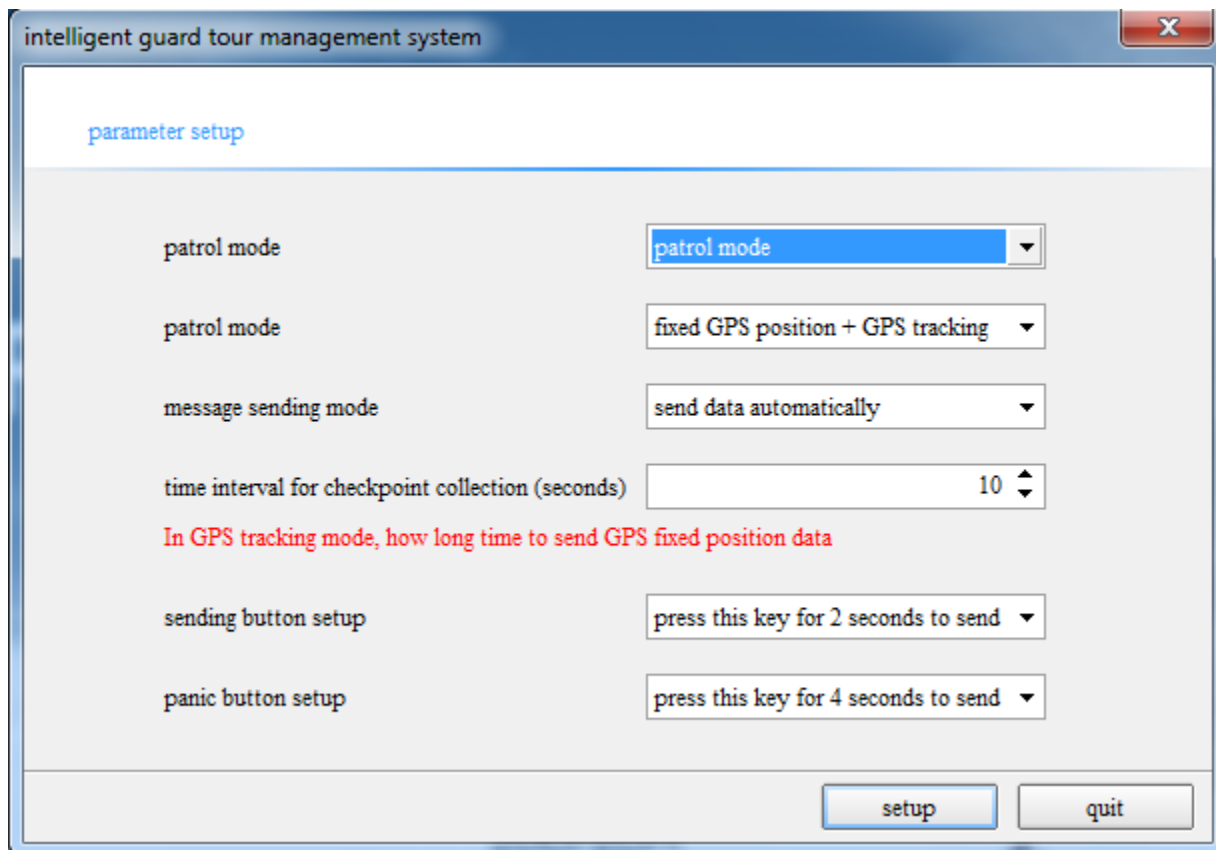 intelligent guard tour management system
parameter setup
patrol mode patrol mode
patrol mode fixed GPS position + GPS tracking
message sending mode send data automatically
time interval for checkpoint collection (seconds) 10
In GPS tracking mode, how long time to send GPS fixed position data
sending button setup press this key for 2 seconds to send
panic button setup press this key for 4 seconds to send
setup quit